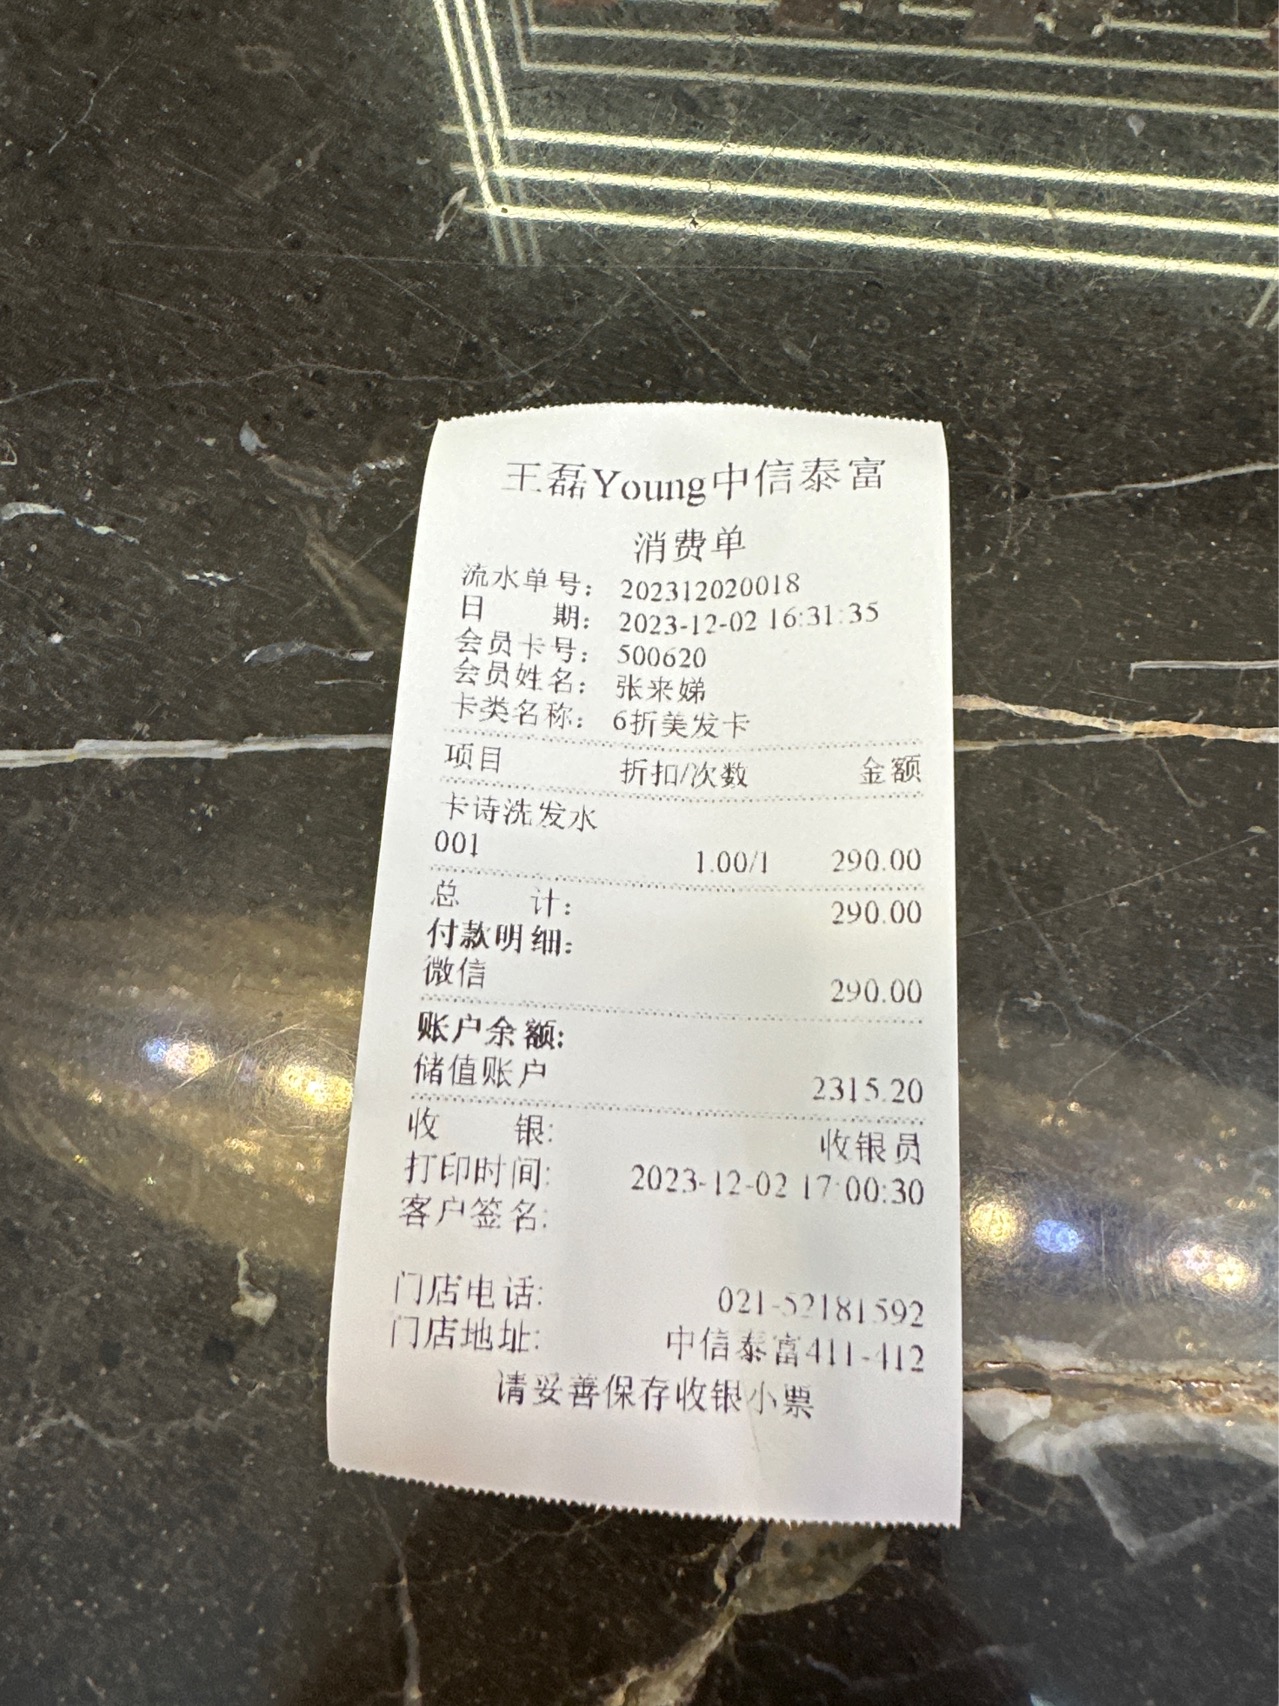 王磊Young中信泰富
消费单
流水单号： 202312020018
日 期： 2023-12-02 16:31:35
会员卡号： 500620
会员姓名： 张来娣
卡类名称： 6折美发卡
项目 折扣/次数 金额
卡诗洗发水
001 1.00/1 290.00
总 计： 290.00
付款明细:
微信 290.00
账户余额:
储值账户 2315.20
收 银: 收银员
打印时间: 2023-12-02 17:00:30
客户签名:
门店电话: 021-52181592
门店地址: 中信泰富411-412
请妥善保存收银小票